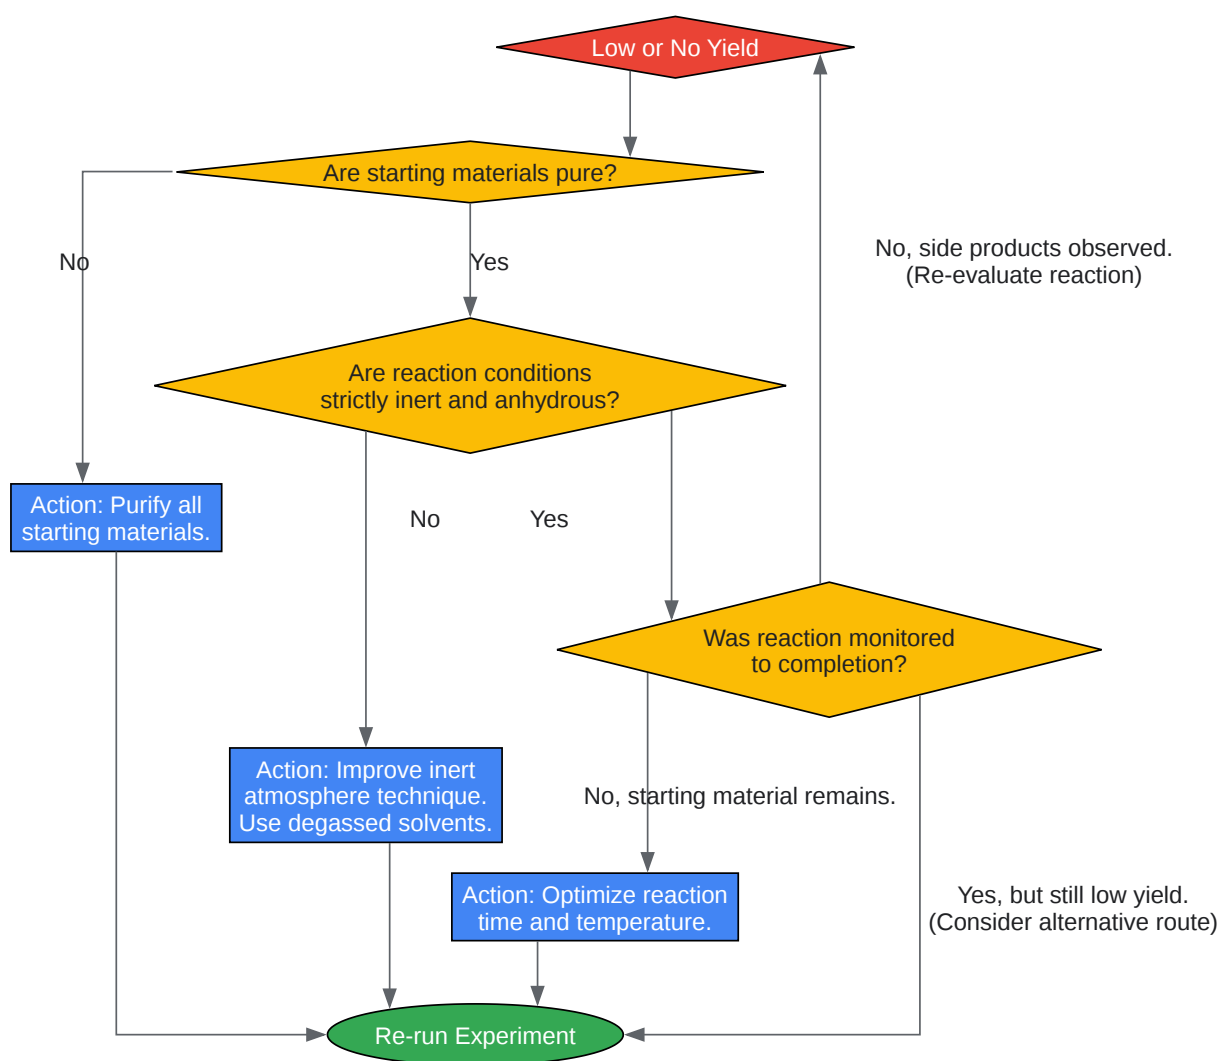 Low or No Yield
Are starting materials pure?
No
Yes
No, side products observed.
(Re-evaluate reaction)
Are reaction conditions
strictly inert and anhydrous?
Action: Purify all
starting materials.
No
Yes
Was reaction monitored
to completion?
Action: Improve inert
atmosphere technique.
Use degassed solvents.
No, starting material remains.
Action: Optimize reaction
time and temperature.
Yes, but still low yield.
(Consider alternative route)
Re-run Experiment